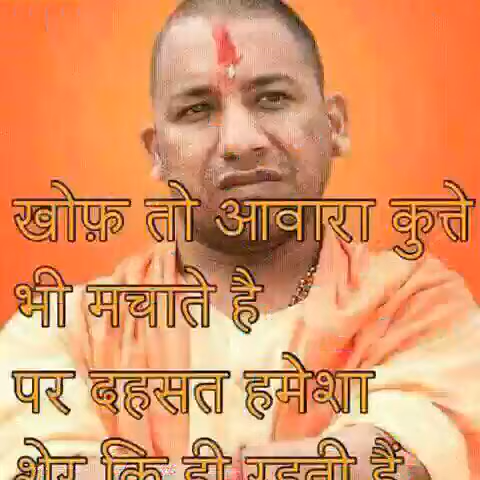 खोफ़ तो आवारा कुत्ते
भी मचाते है
पर दहसत हमेशा
शेर कि ही रहती हैं